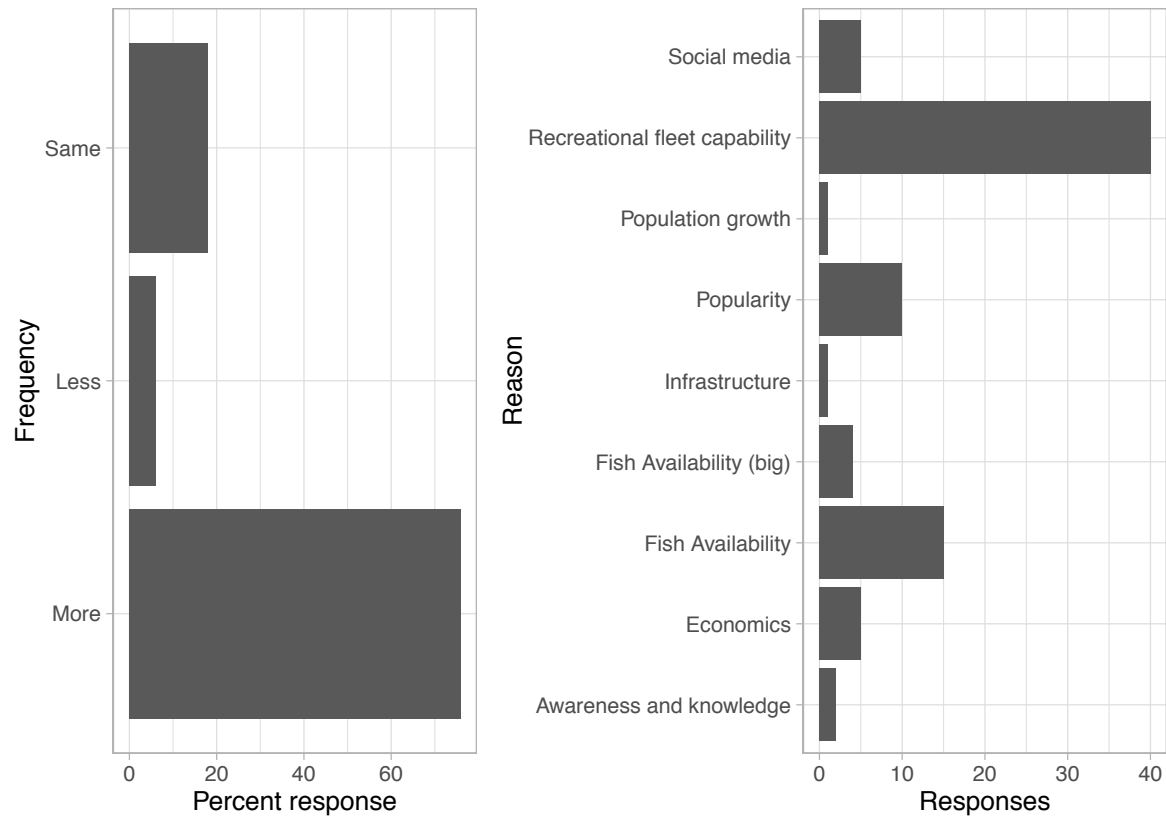 Frequency
Same
Less
More
0 20 40 60
Percent response
Reason
Social media
Recreational fleet capability
Population growth
Popularity
Infrastructure
Fish Availability (big)
Fish Availability
Economics
Awareness and knowledge
0 10 20 30 40
Responses